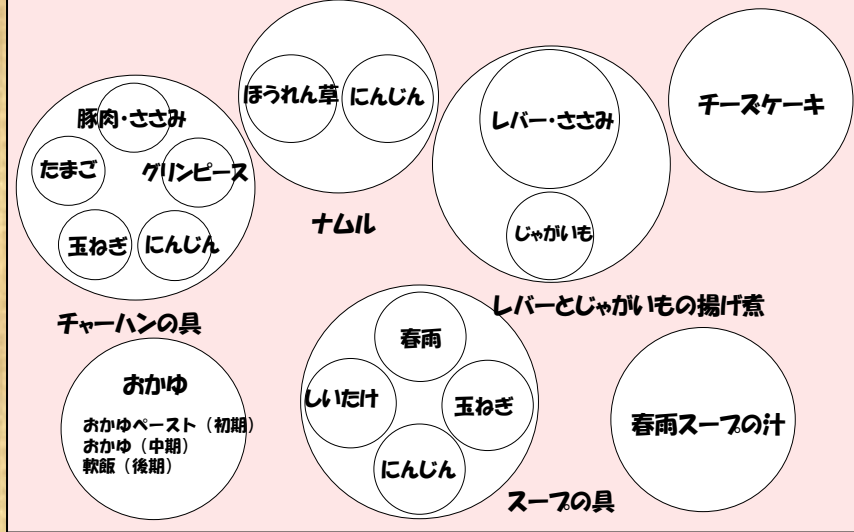 豚肉・ささみ
たまご
グリンピース
玉ねぎ
にんじん
チャーハンの具
ほうれん草
にんじん
ナムル
レバー・ささみ
じゃがいも
レバーとじゃがいもの揚げ煮
チーズケーキ
おかゆ
おかゆペースト（初期）
おかゆ（中期）
軟飯（後期）
春雨
しいたけ
玉ねぎ
にんじん
スープの具
春雨スープの汁